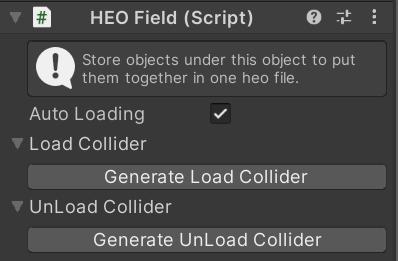 HEO Field (Script)
Store objects under this object to put
them together in one heo file.
Auto Loading
Load Collider
Generate Load Collider
UnLoad Collider
Generate UnLoad Collider